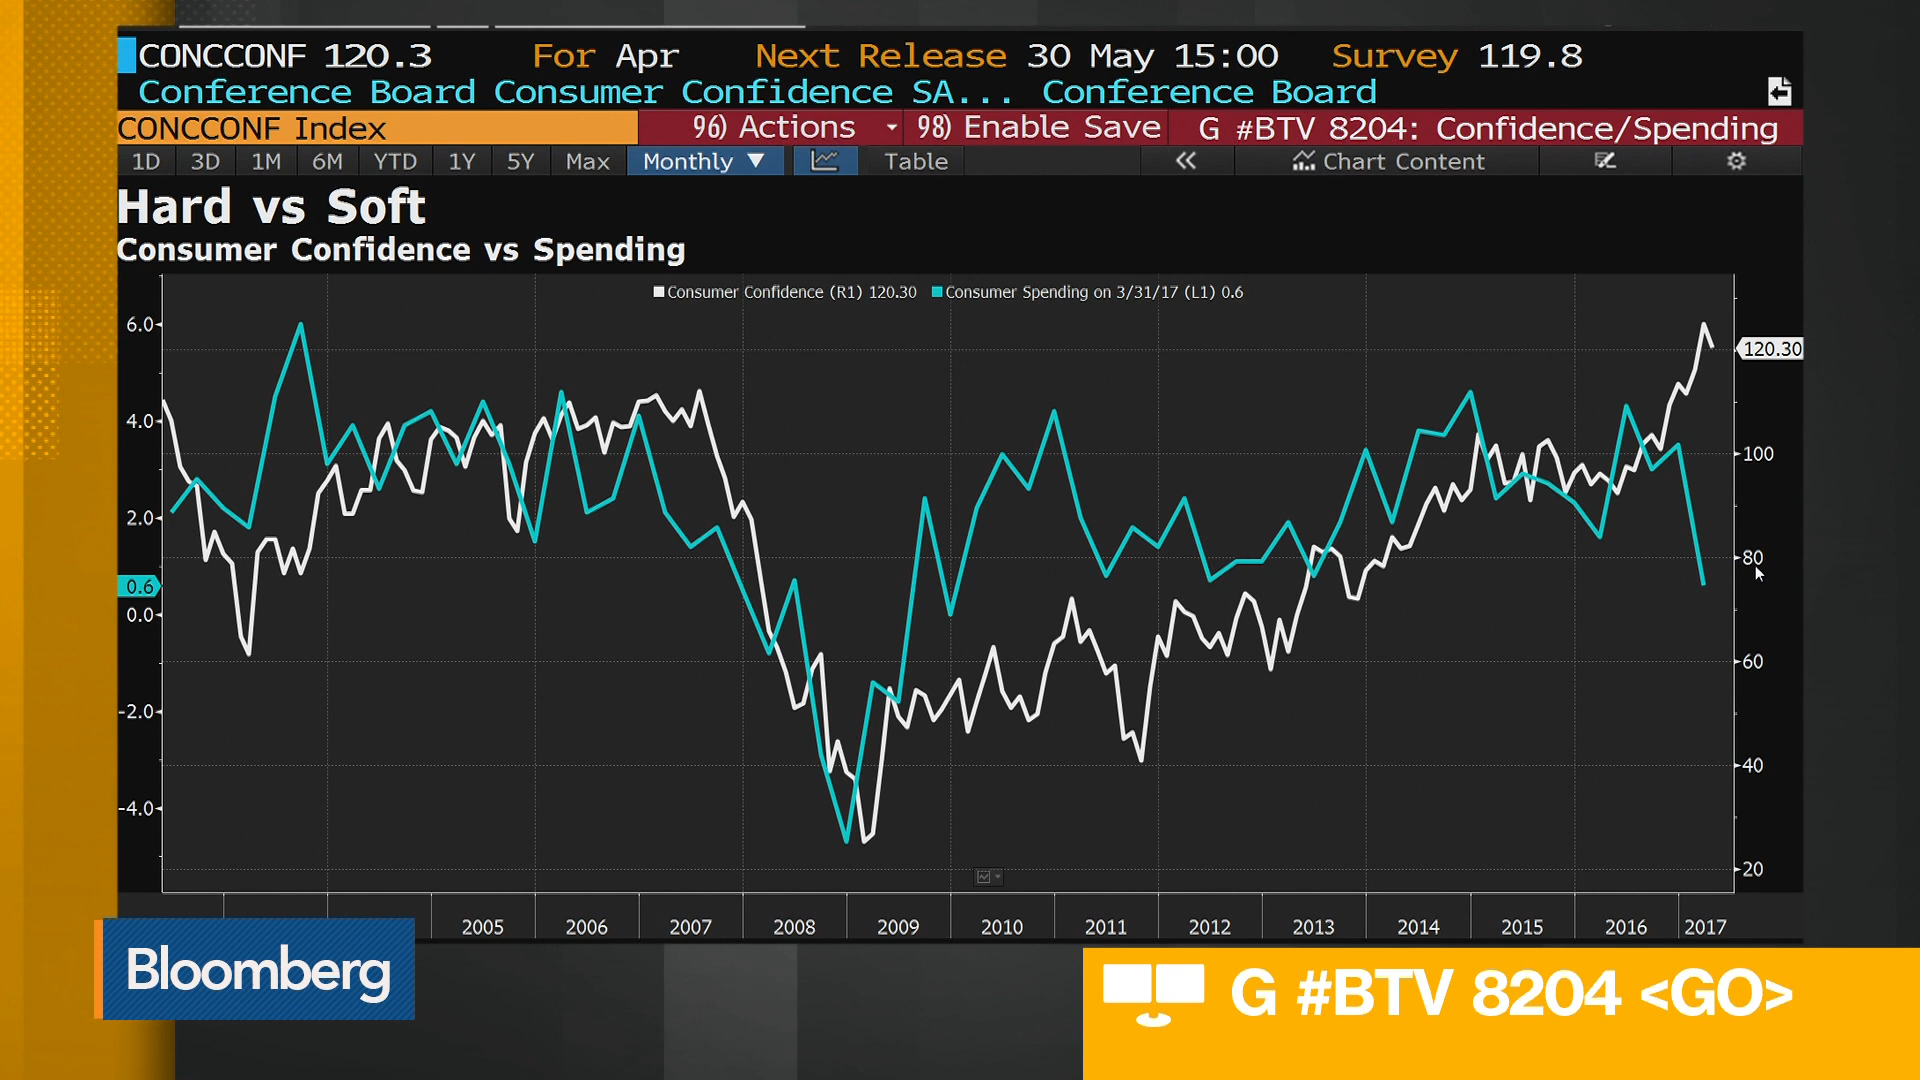 CONCCONF 120.3 For Apr Next Release 30 May 15:00 Survey 119.8
Conference Board Consumer Confidence SA... Conference Board
CONCCONF Index 96) Actions 98) Enable Save G #BTV 8204: Confidence/Spending
1D 3D 1M 6M YTD 1Y 5Y Max Monthly ▼ Table « Chart Content
Hard vs Soft
Consumer Confidence vs Spending
Consumer Confidence (R1) 120.30 Consumer Spending on 3/31/17 (L1) 0.6
6.0
120.30
4.0
100
2.0
80
0.6
0.0
60
-2.0
40
-4.0
20
2005 2006 2007 2008 2009 2010 2011 2012 2013 2014 2015 2016 2017
Bloomberg
G #BTV 8204 <GO>